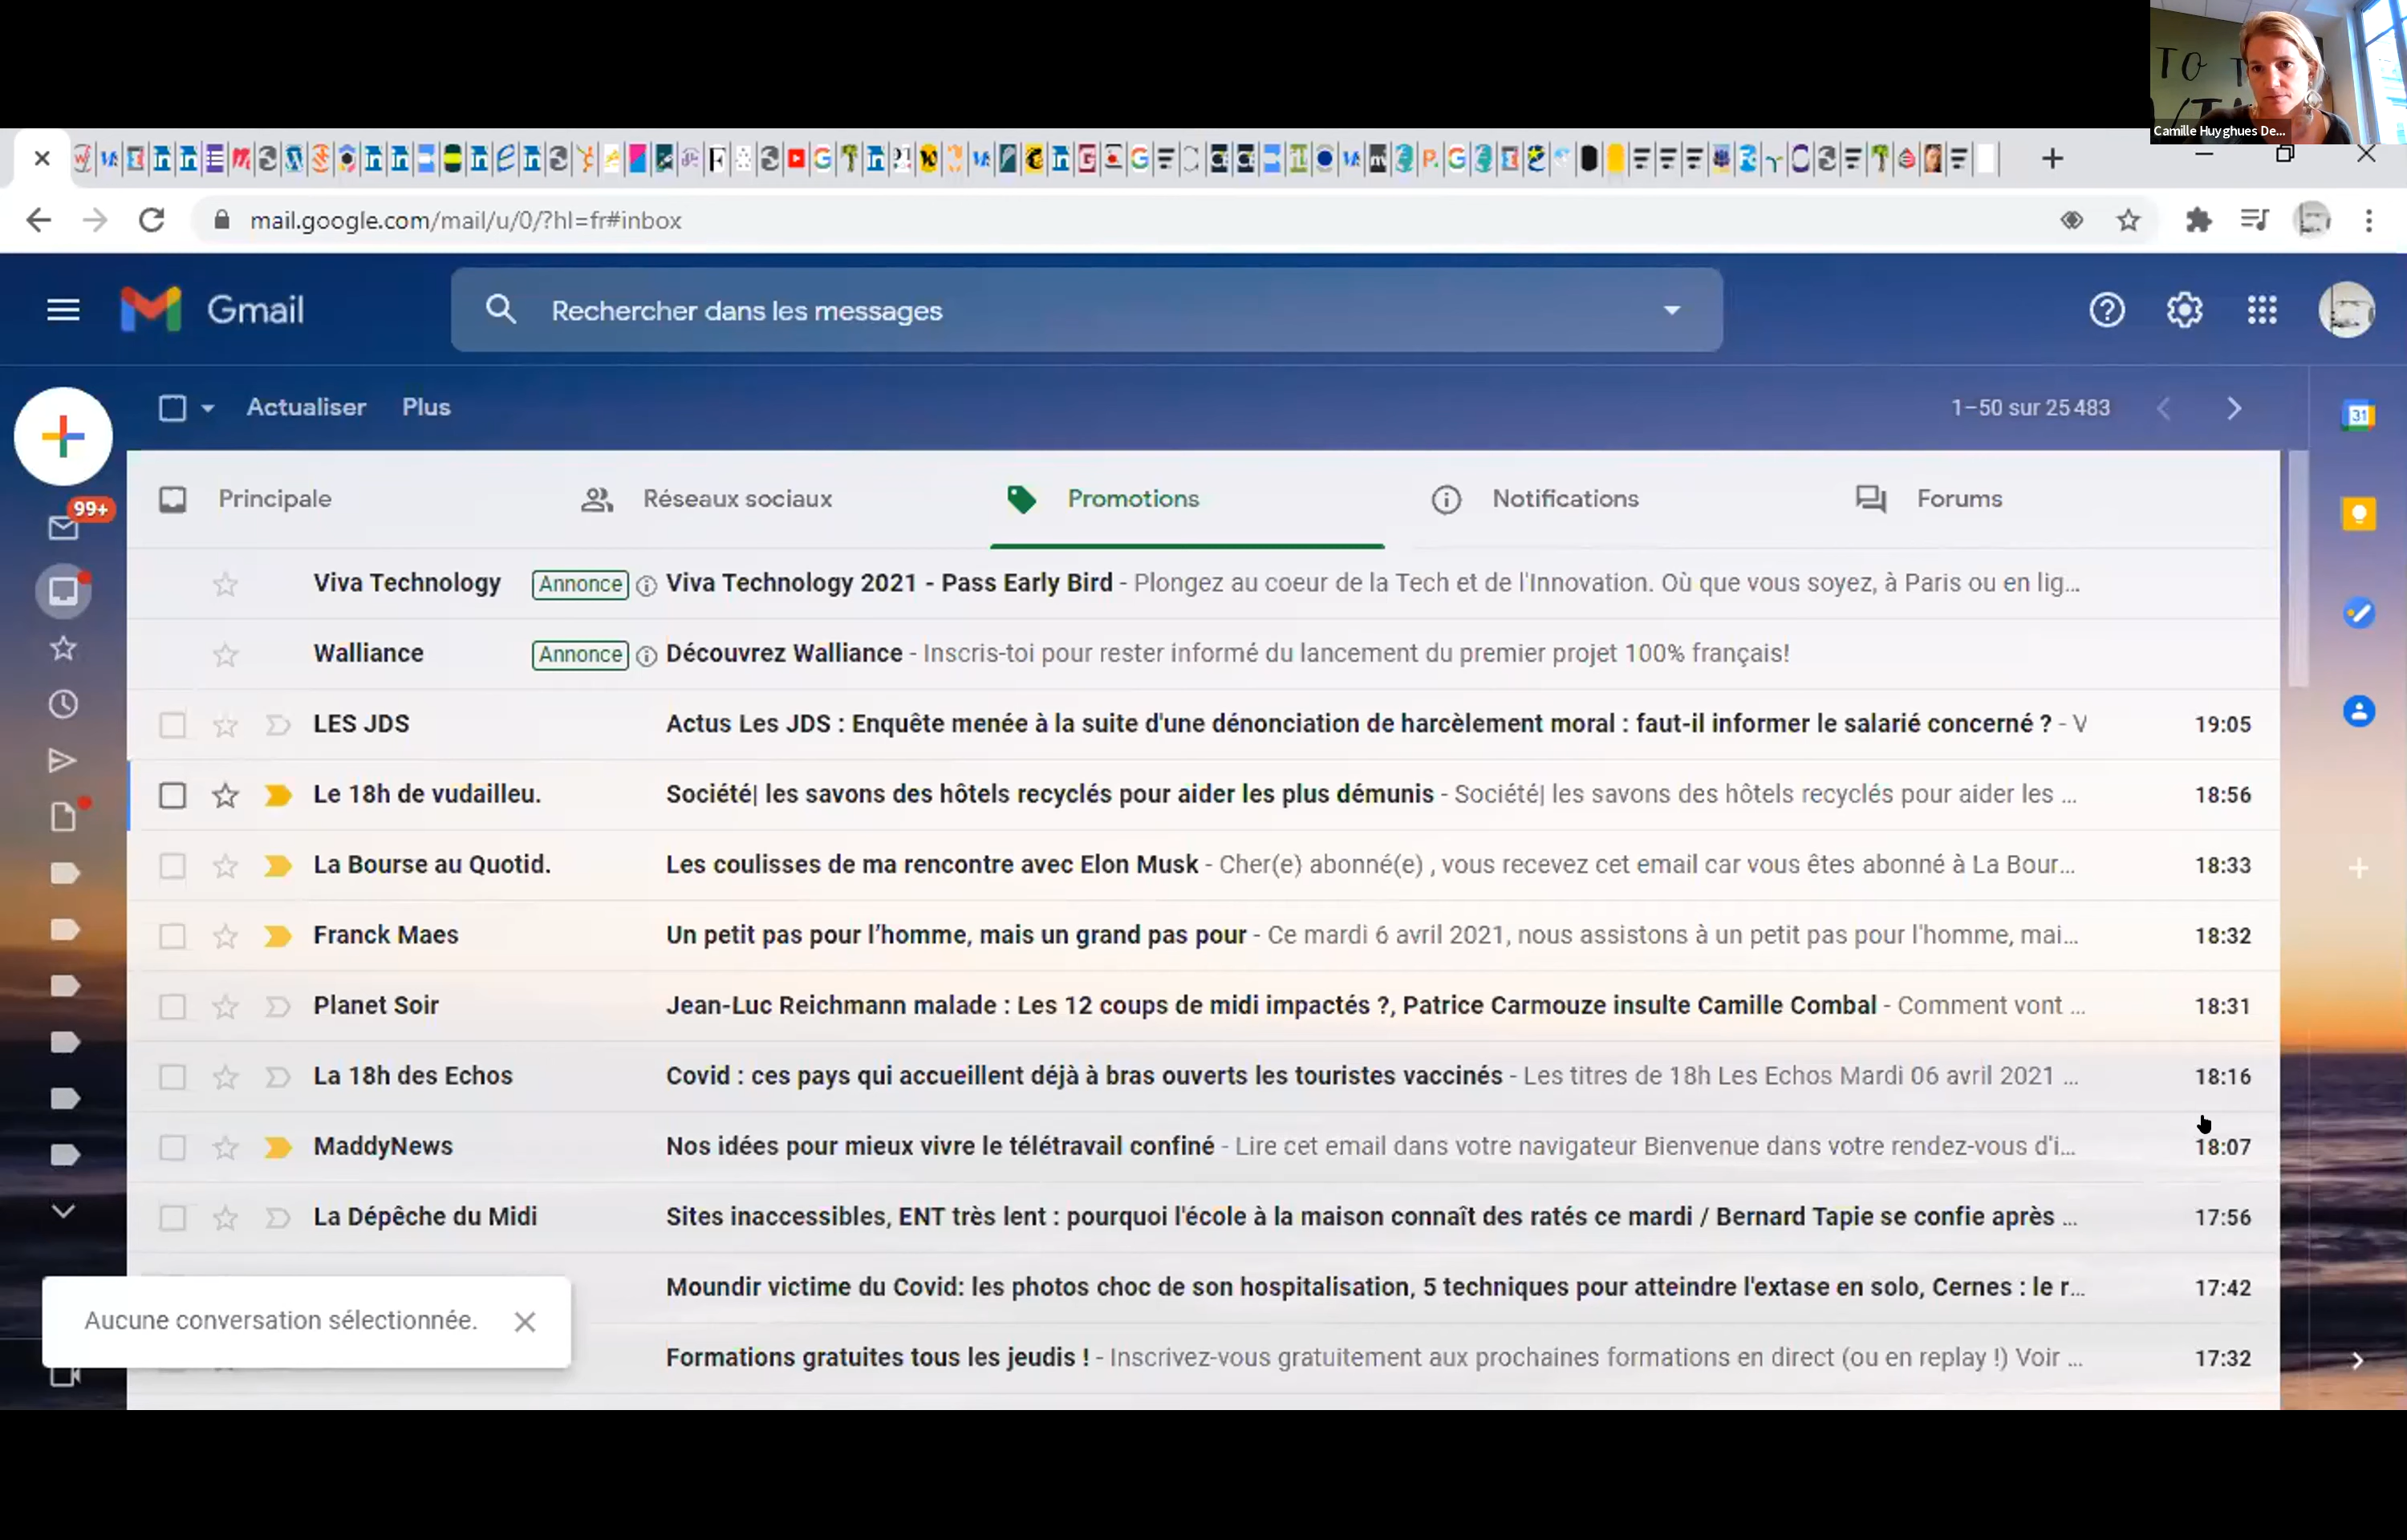 TO
Camille Huyghues De...
mail.google.com/mail/u/0/?hl=fr#inbox
Gmail
Rechercher dans les messages
Actualiser Plus 1–50 sur 25 483
31
99+
Principale Réseaux sociaux Promotions Notifications Forums
Viva Technology Annonce Viva Technology 2021 - Pass Early Bird - Plongez au coeur de la Tech et de l'Innovation. Où que vous soyez, à Paris ou en lig...
Walliance Annonce Découvrez Walliance - Inscris-toi pour rester informé du lancement du premier projet 100% français!
LES JDS Actus Les JDS : Enquête menée à la suite d'une dénonciation de harcèlement moral : faut-il informer le salarié concerné ? - V 19:05
Le 18h de vudailleu. Société| les savons des hôtels recyclés pour aider les plus démunis - Société| les savons des hôtels recyclés pour aider les ... 18:56
La Bourse au Quotid. Les coulisses de ma rencontre avec Elon Musk - Cher(e) abonné(e) , vous recevez cet email car vous êtes abonné à La Bour... 18:33
Franck Maes Un petit pas pour l’homme, mais un grand pas pour - Ce mardi 6 avril 2021, nous assistons à un petit pas pour l'homme, mai... 18:32
Planet Soir Jean-Luc Reichmann malade : Les 12 coups de midi impactés ?, Patrice Carmouze insulte Camille Combal - Comment vont ... 18:31
La 18h des Echos Covid : ces pays qui accueillent déjà à bras ouverts les touristes vaccinés - Les titres de 18h Les Echos Mardi 06 avril 2021 ... 18:16
MaddyNews Nos idées pour mieux vivre le télétravail confiné - Lire cet email dans votre navigateur Bienvenue dans votre rendez-vous d'i... 18:07
La Dépêche du Midi Sites inaccessibles, ENT très lent : pourquoi l'école à la maison connaît des ratés ce mardi / Bernard Tapie se confie après ... 17:56
Moundir victime du Covid: les photos choc de son hospitalisation, 5 techniques pour atteindre l'extase en solo, Cernes : le r... 17:42
Aucune conversation sélectionnée.
Formations gratuites tous les jeudis ! - Inscrivez-vous gratuitement aux prochaines formations en direct (ou en replay !) Voir ... 17:32